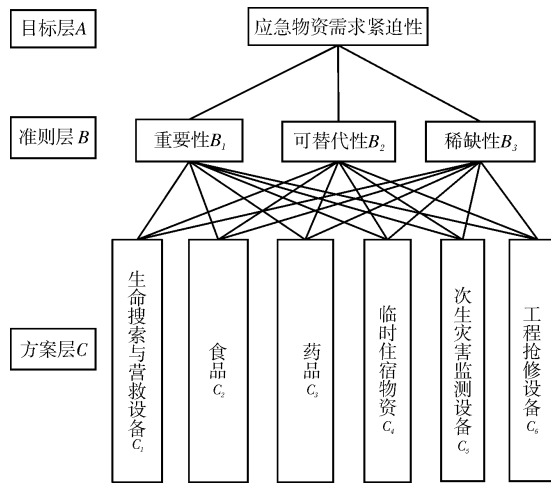 目标层A
应急物资需求紧迫性
准则层B
重要性B₁
可替代性B₂
稀缺性B₃
方案层C
生命搜索与营救设备C₁
食品C₂
药品C₃
临时住宿物资C₄
次生灾害监测设备C₅
工程抢修设备C₆